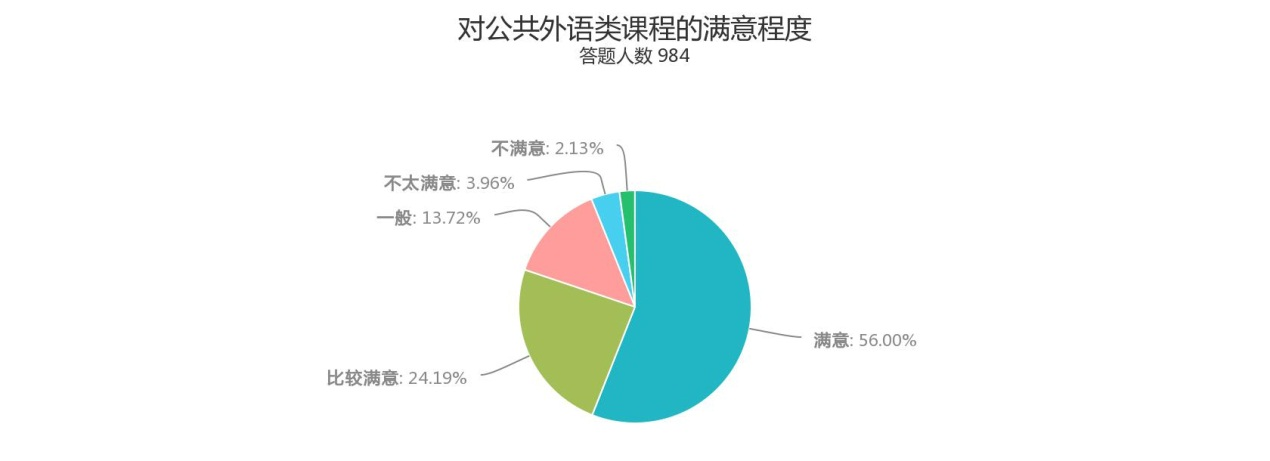 对公共外语类课程的满意程度
答题人数 984
不满意: 2.13%
不太满意: 3.96%
一般: 13.72%
满意: 56.00%
比较满意: 24.19%